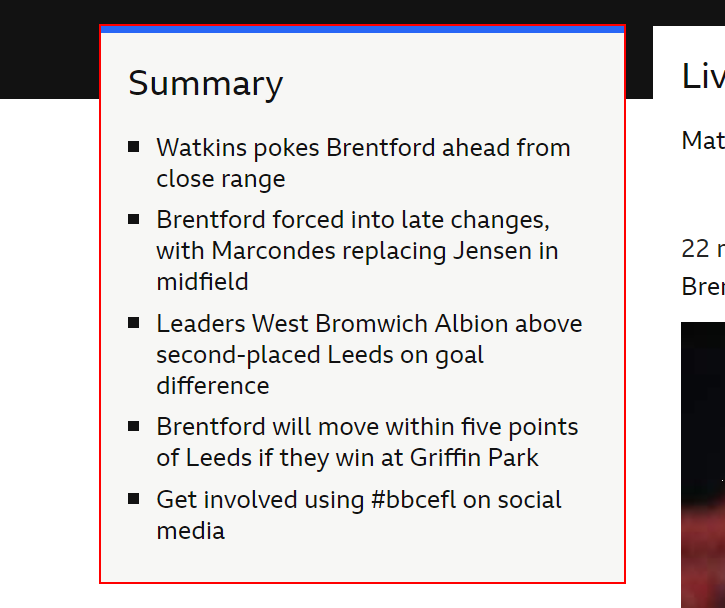 Summary
Watkins pokes Brentford ahead from
close range
Brentford forced into late changes,
with Marcondes replacing Jensen in
midfield
Leaders West Bromwich Albion above
second-placed Leeds on goal
difference
Brentford will move within five points
of Leeds if they win at Griffin Park
Get involved using #bbcefl on social
media
Liv
Mat
22
Bre